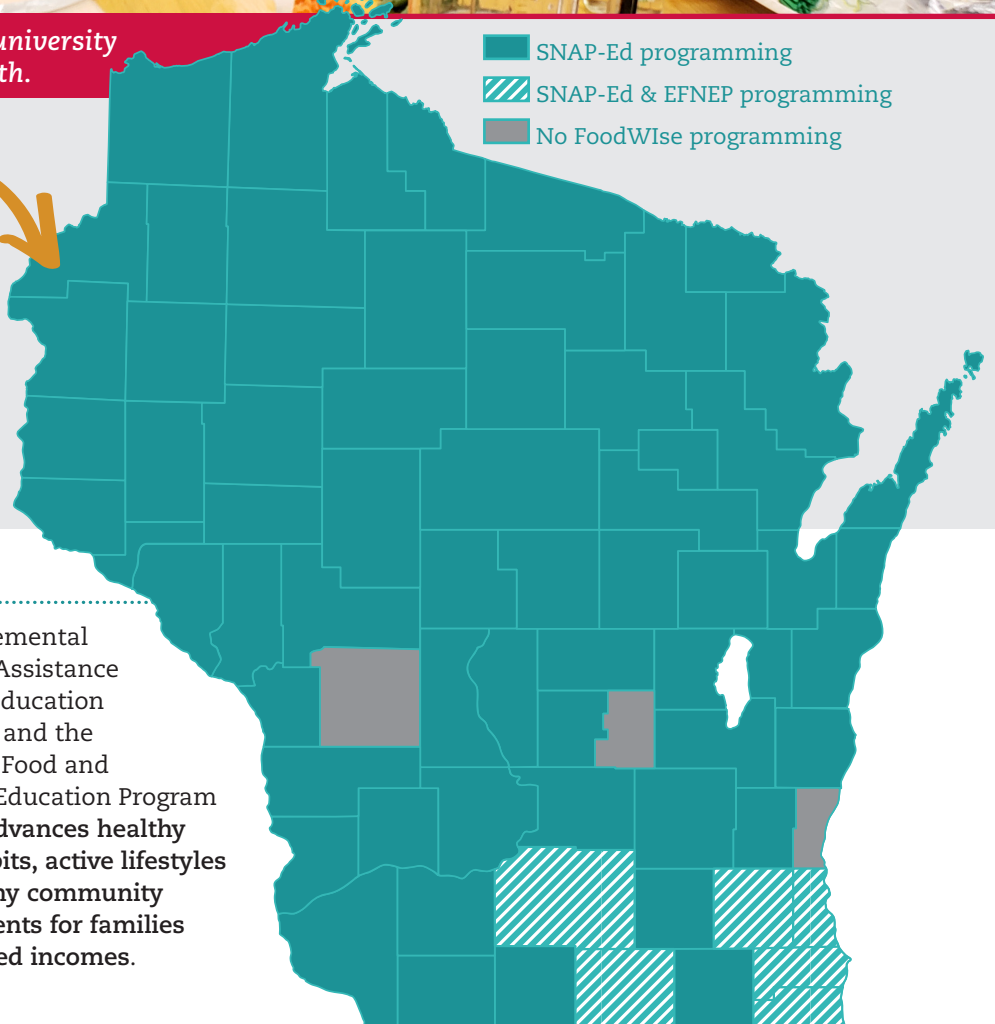 university
th.
SNAP-Ed programming
SNAP-Ed & EFNEP programming
No FoodWIse programming
emental
Assistance
ducation
and the
Food and
Education Program
dvances healthy
bits, active lifestyles
ny community
ents for families
ed incomes.